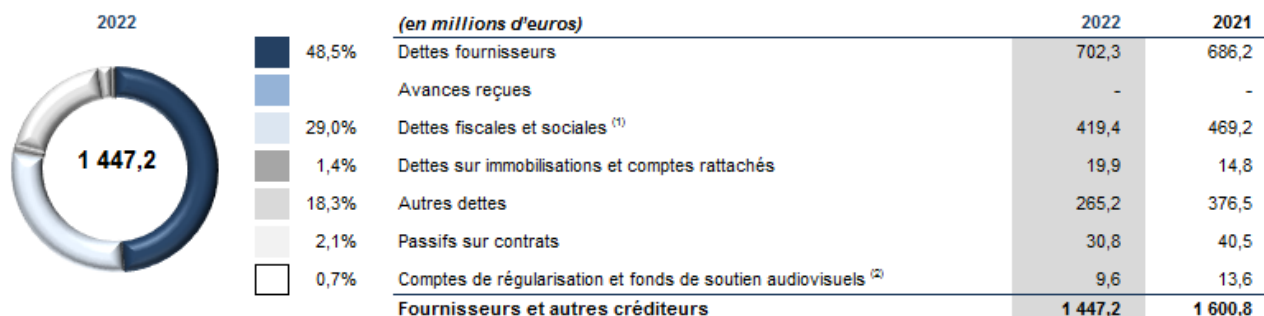 2022 (en millions d'euros) 2022 2021
48,5% Dettes fournisseurs 702,3 686,2
Avances reçues - -
29,0% Dettes fiscales et sociales (1) 419,4 469,2
1 447,2
1,4% Dettes sur immobilisations et comptes rattachés 19,9 14,8
18,3% Autres dettes 265,2 376,5
2,1% Passifs sur contrats 30,8 40,5
0,7% Comptes de régularisation et fonds de soutien audiovisuels (2) 9,6 13,6
Fournisseurs et autres créditeurs 1 447,2 1 600,8